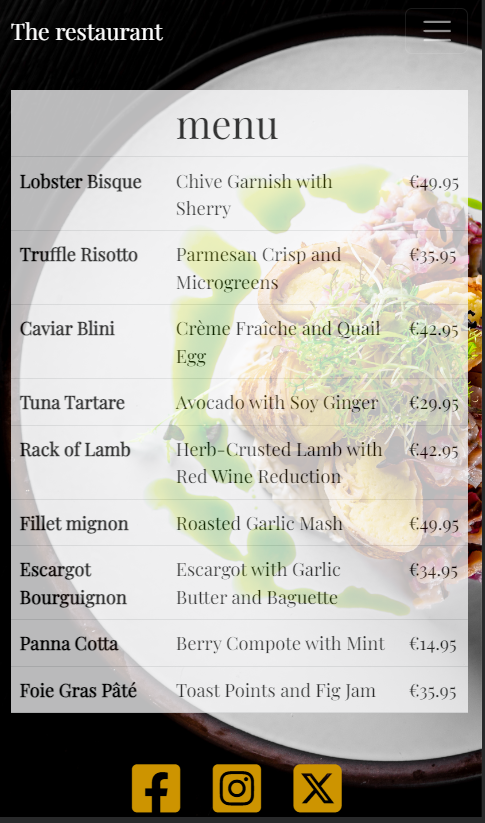 The restaurant
menu
Lobster Bisque Chive Garnish with €49.95
Sherry
Truffle Risotto Parmesan Crisp and €35.95
Microgreens
Caviar Blini Crème Fraîche and Quail €42.95
Egg
Tuna Tartare Avocado with Soy Ginger €29.95
Rack of Lamb Herb-Crusted Lamb with €42.95
Red Wine Reduction
Fillet mignon Roasted Garlic Mash €49.95
Escargot Escargot with Garlic €34.95
Bourguignon Butter and Baguette
Panna Cotta Berry Compote with Mint €14.95
Foie Gras Pâté Toast Points and Fig Jam €35.95